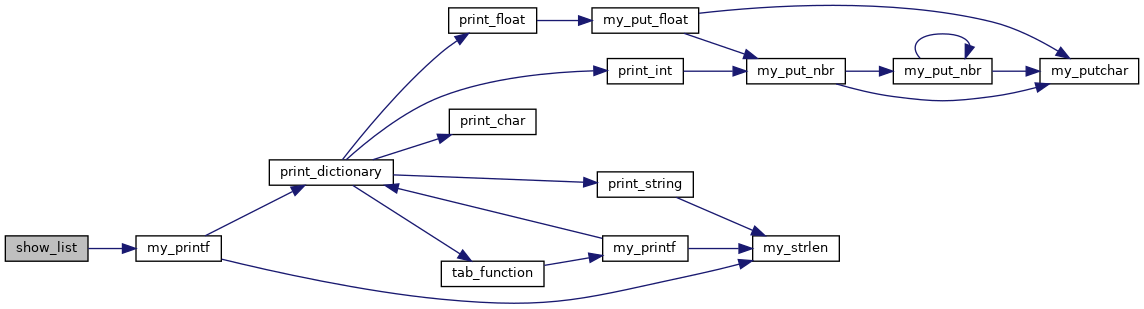 print_float
my_put_float
print_int
my_put_nbr
my_put_nbr
my_putchar
print_char
print_dictionary
print_string
show_list
my_printf
my_printf
my_strlen
tab_function